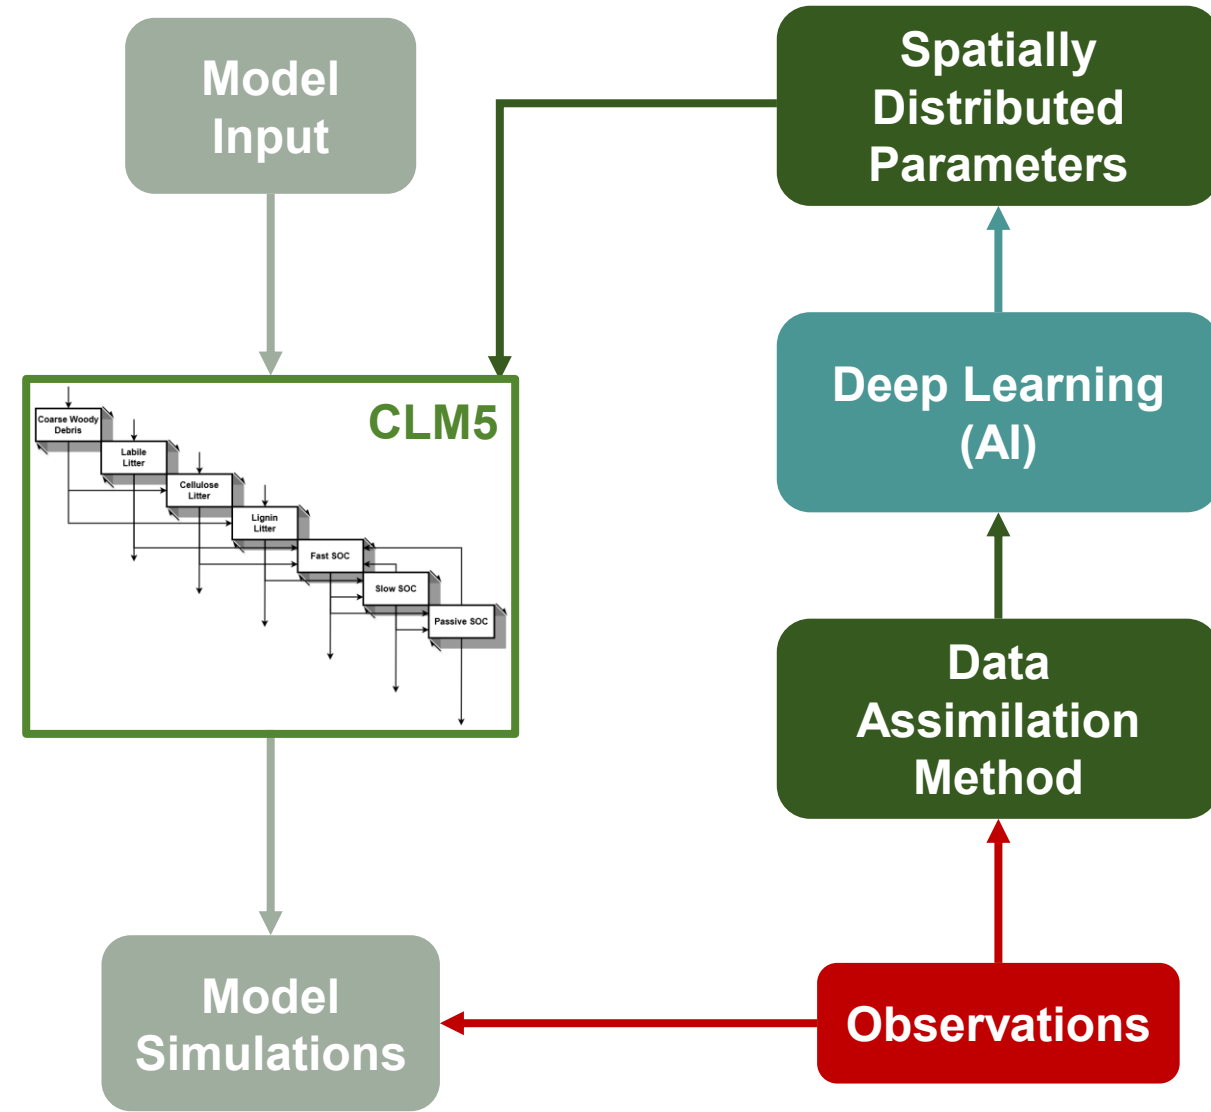 Model
Input
Spatially
Distributed
Parameters
CLM5
Coarse Woody
Debris
Labile
Litter
Cellulose
Litter
Lignin
Litter
Fast SOC
Slow SOC
Passive SOC
Deep Learning
(AI)
Data
Assimilation
Method
Model
Simulations
Observations